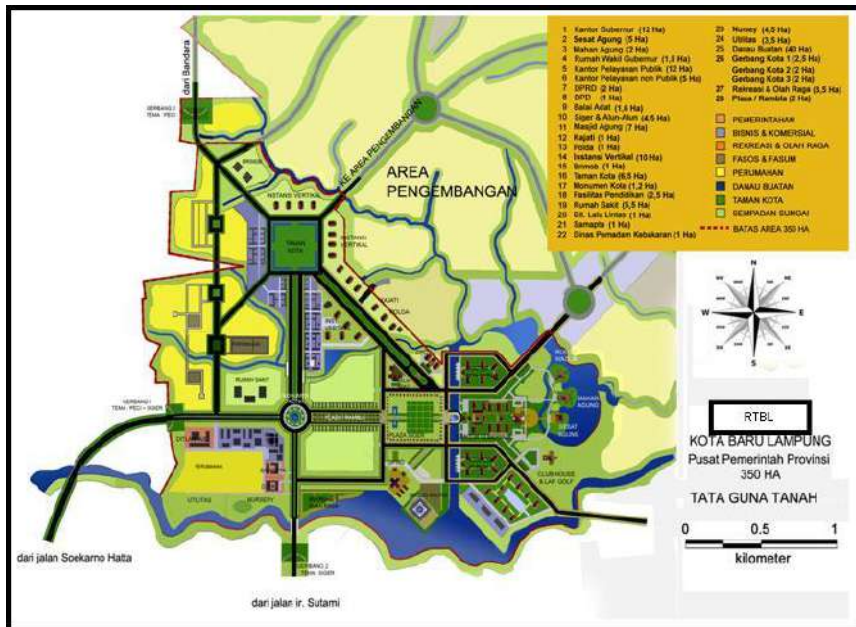 1 Kantor Gubernur (12 Ha)
2 Sesat Agung (5 Ha)
3 Mahan Agung (2 Ha)
4 Rumah Wakil Gubernur (1,5 Ha)
5 Kantor Pelayasan Publik (12 Ha)
6 Kantor Pelayangan non Publik (5 Ha)
7 DPRD (2 Ha)
8 DPD (1 Ha)
9 Balai Adat (1,5 Ha)
10 Siger & Alun-Alun (4,5 Ha)
11 Masjid Agung (7 Ha)
12 Kajati (1 Ha)
13 Polda (1 Ha)
14 Instansi Vertikal (10 Ha)
15 Brimob (1 Ha)
16 Taman Kota (6,5 Ha)
17 Monumen Kota (1,2 Ha)
18 Fasilitas Pendidikan (2,5 Ha)
19 Rumah Sakit (5,5 Ha)
20 Lalu Lintas (1 Ha)
21 Samapta (1 Ha)
22 Dinas Pemadam Kebakaran (1 Ha)
23 (4,0 Ha)
24 Utilitas (3,5 Ha)
25 Danau Buatan (40 Ha)
26 Gerbang Kota 1 (2,5 Ha)
Gerbang Kota 2 (2 Ha)
Gerbang Kota 3 (2 Ha)
27 Rekreasi & Olah Raga (3,5 Ha)
Plaza / Rambla (2 Ha)
PEMERINTAHAN
BISNIS & KOMERSIAL
REKREASI & OLAH RAGA
FASOS & FASUM
PERUMAHAN
DANAU BUATAN
TAMAN KOTA
SEMPADAN SUNGAI
BATAS AREA 350 HA
dari Bandara
KE AREA PENGEMBANGAN
AREA
PENGEMBANGAN
BRIMOB
TAMAN
KOTA
VERTIKAL
POLDA
RUMAH SAKIT
MAHAN
AGUNG
CLUB HOUSE
& LAP. GOLF
UTILITAS
NURSERY
dari jalan Soekarno Hatta
dari jalan ir. Sutami
N
NE
E
S
W
RTBL
KOTA BARU LAMPUNG
Pusat Pemerintah Provinsi
350 HA
TATA GUNA TANAH
0 0.5 1
kilometer